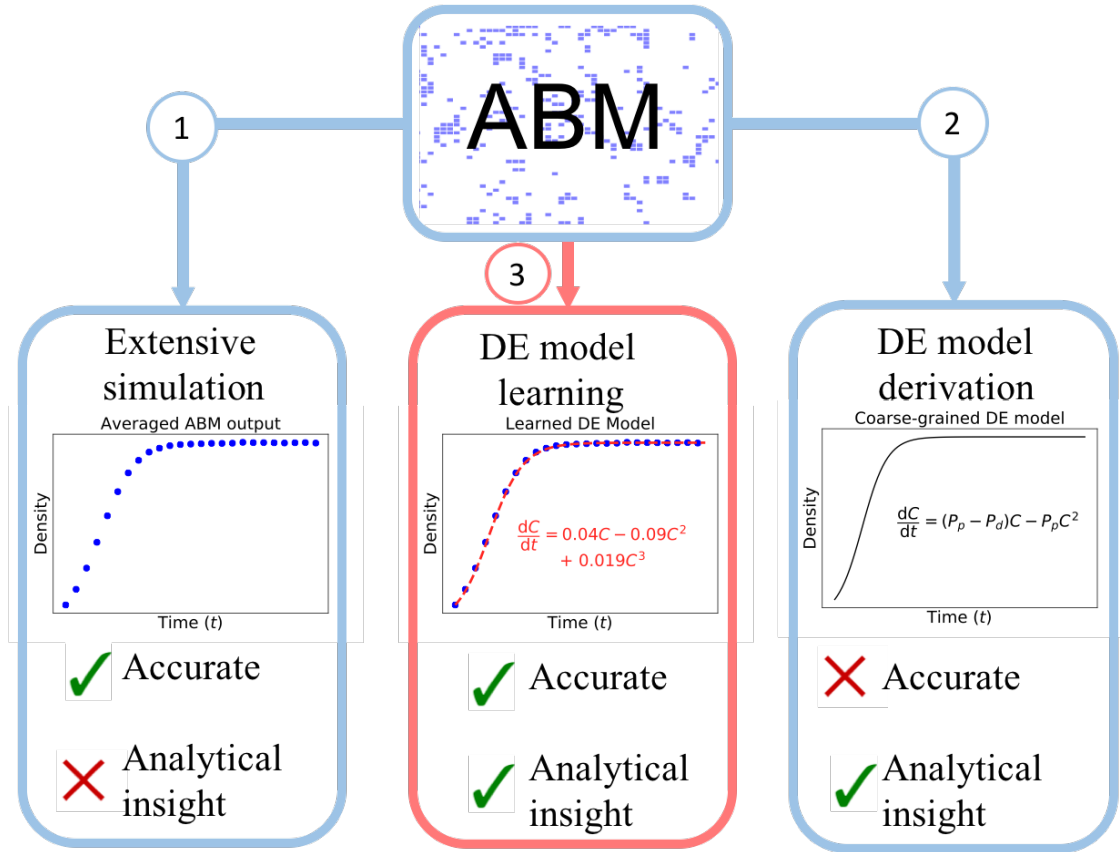 ABM
1
2
3
Extensive
simulation
Averaged ABM output
Density
Time (t)
Accurate
Analytical
insight
DE model
learning
Learned DE Model
Density
dC/dt = 0.04C − 0.09C²
+ 0.019C³
Time (t)
Accurate
Analytical
insight
DE model
derivation
Coarse-grained DE model
Density
dC/dt = (Pₚ − P_d)C − PₚC²
Time (t)
Accurate
Analytical
insight